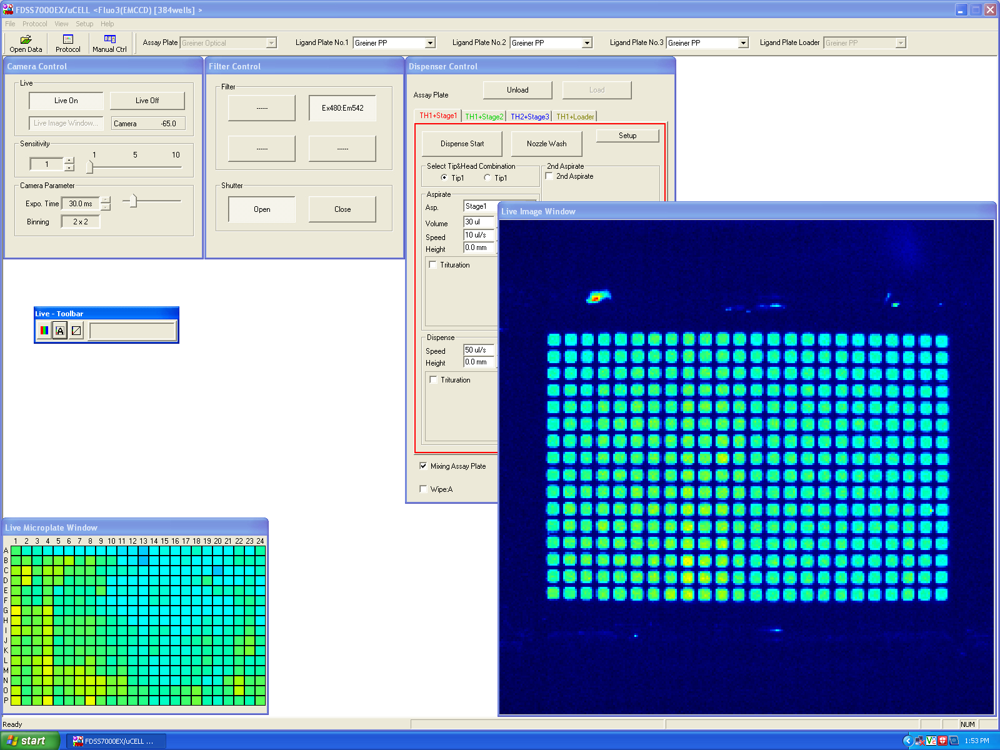 FDSS7000EX/uCELL <Fluo3(EMCCD) [384wells] >
File Protocol View Setup Help
Open Data Protocol Manual Ctrl Assay Plate Greiner Optical Ligand Plate No.1 Greiner PP Ligand Plate No.2 Greiner PP Ligand Plate No.3 Greiner PP Ligand Plate Loader Greiner PP
Camera Control
Live
Live On Live Off
Live Image Window... Camera -65.0
Sensitivity
1 1 5 10
Camera Parameter
Expo. Time 30.0 ms
Binning 2 x 2
Filter Control
Filter
------ Ex480:Em542
------ ------
Shutter
Open Close
Dispenser Control
Assay Plate Unload Load
TH1+Stage1 TH1+Stage2 TH2+Stage3 TH1+Loader
Dispense Start Nozzle Wash Setup
Select Tip&Head Combination
Tip1 Tip1
2nd Aspirate
2nd Aspirate
Aspirate
Asp. Stage1
Volume 30 ul
Speed 10 ul/s
Height 0.0 mm
Trituration
Dispense
Speed 50 ul/s
Height 0.0 mm
Trituration
Mixing Assay Plate
Wipe:A
Live Image Window
Live - Toolbar
A
Live Microplate Window
1 2 3 4 5 6 7 8 9 10 11 12 13 14 15 16 17 18 19 20 21 22 23 24
A
B
C
D
E
F
G
H
I
J
K
L
M
N
O
P
Ready NUM
start FDSS7000EX/uCELL ... 1:53 PM